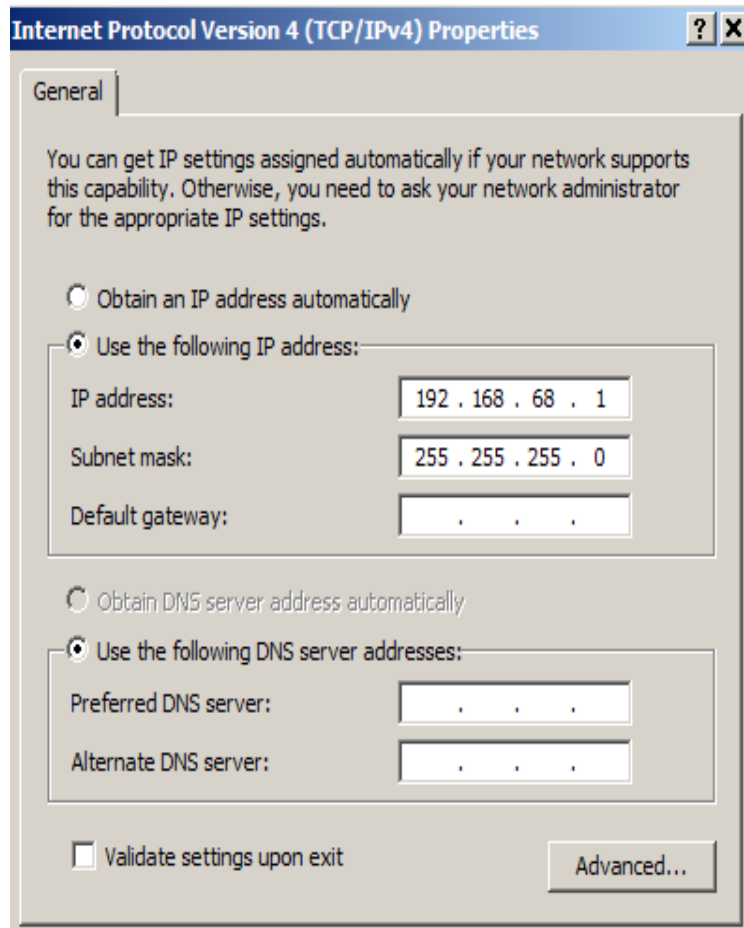 Internet Protocol Version 4 (TCP/IPv4) Properties ? X
General
You can get IP settings assigned automatically if your network supports
this capability. Otherwise, you need to ask your network administrator
for the appropriate IP settings.
Obtain an IP address automatically
Use the following IP address:
IP address: 192 . 168 . 68 . 1
Subnet mask: 255 . 255 . 255 . 0
Default gateway: . . .
Obtain DNS server address automatically
Use the following DNS server addresses:
Preferred DNS server: . . .
Alternate DNS server: . . .
Validate settings upon exit
Advanced...